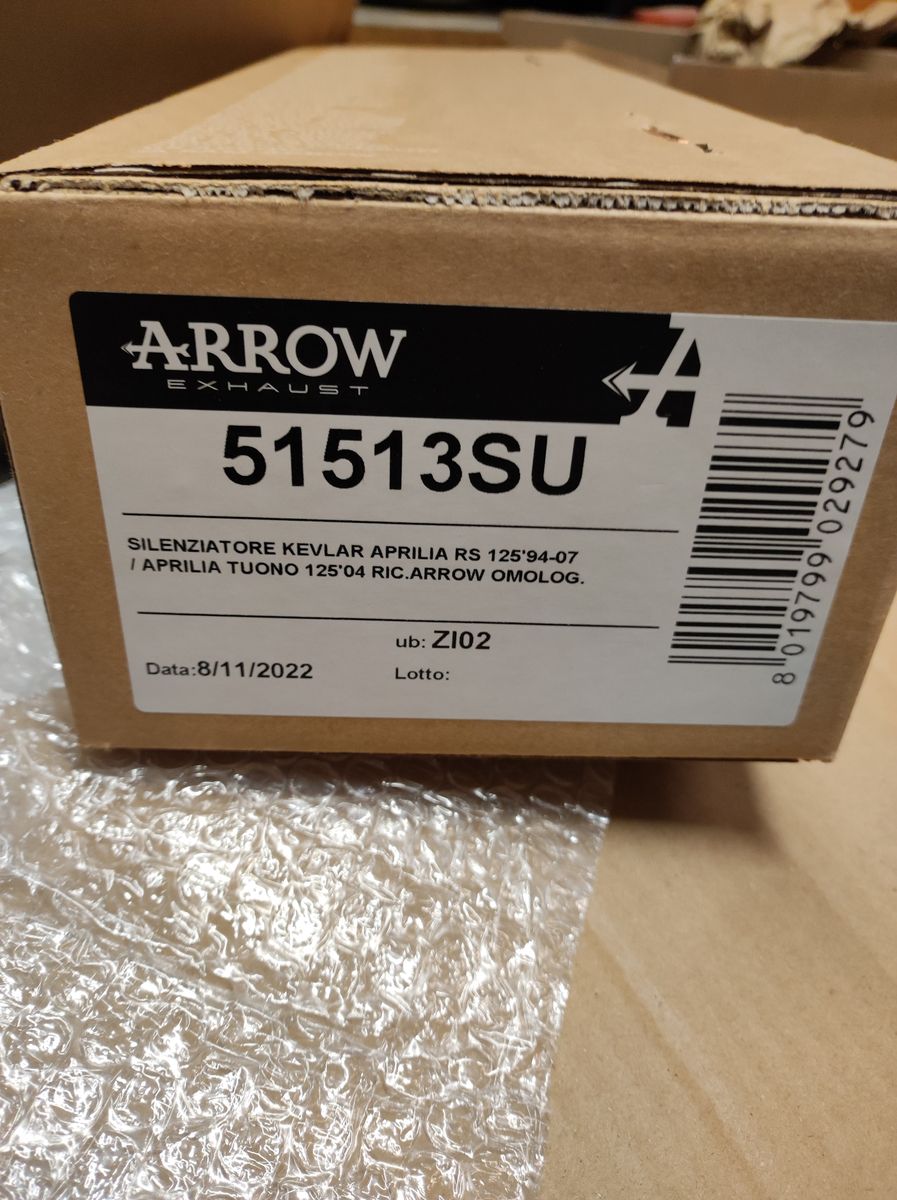 ARROW
EXHAUST
A
51513SU
SILENZIATORE KEVLAR APRILIA RS 125'94-07
/ APRILIA TUONO 125'04 RIC.ARROW OMOLOG.
ub: ZI02
Data:8/11/2022
Lotto:
8 019799 029279